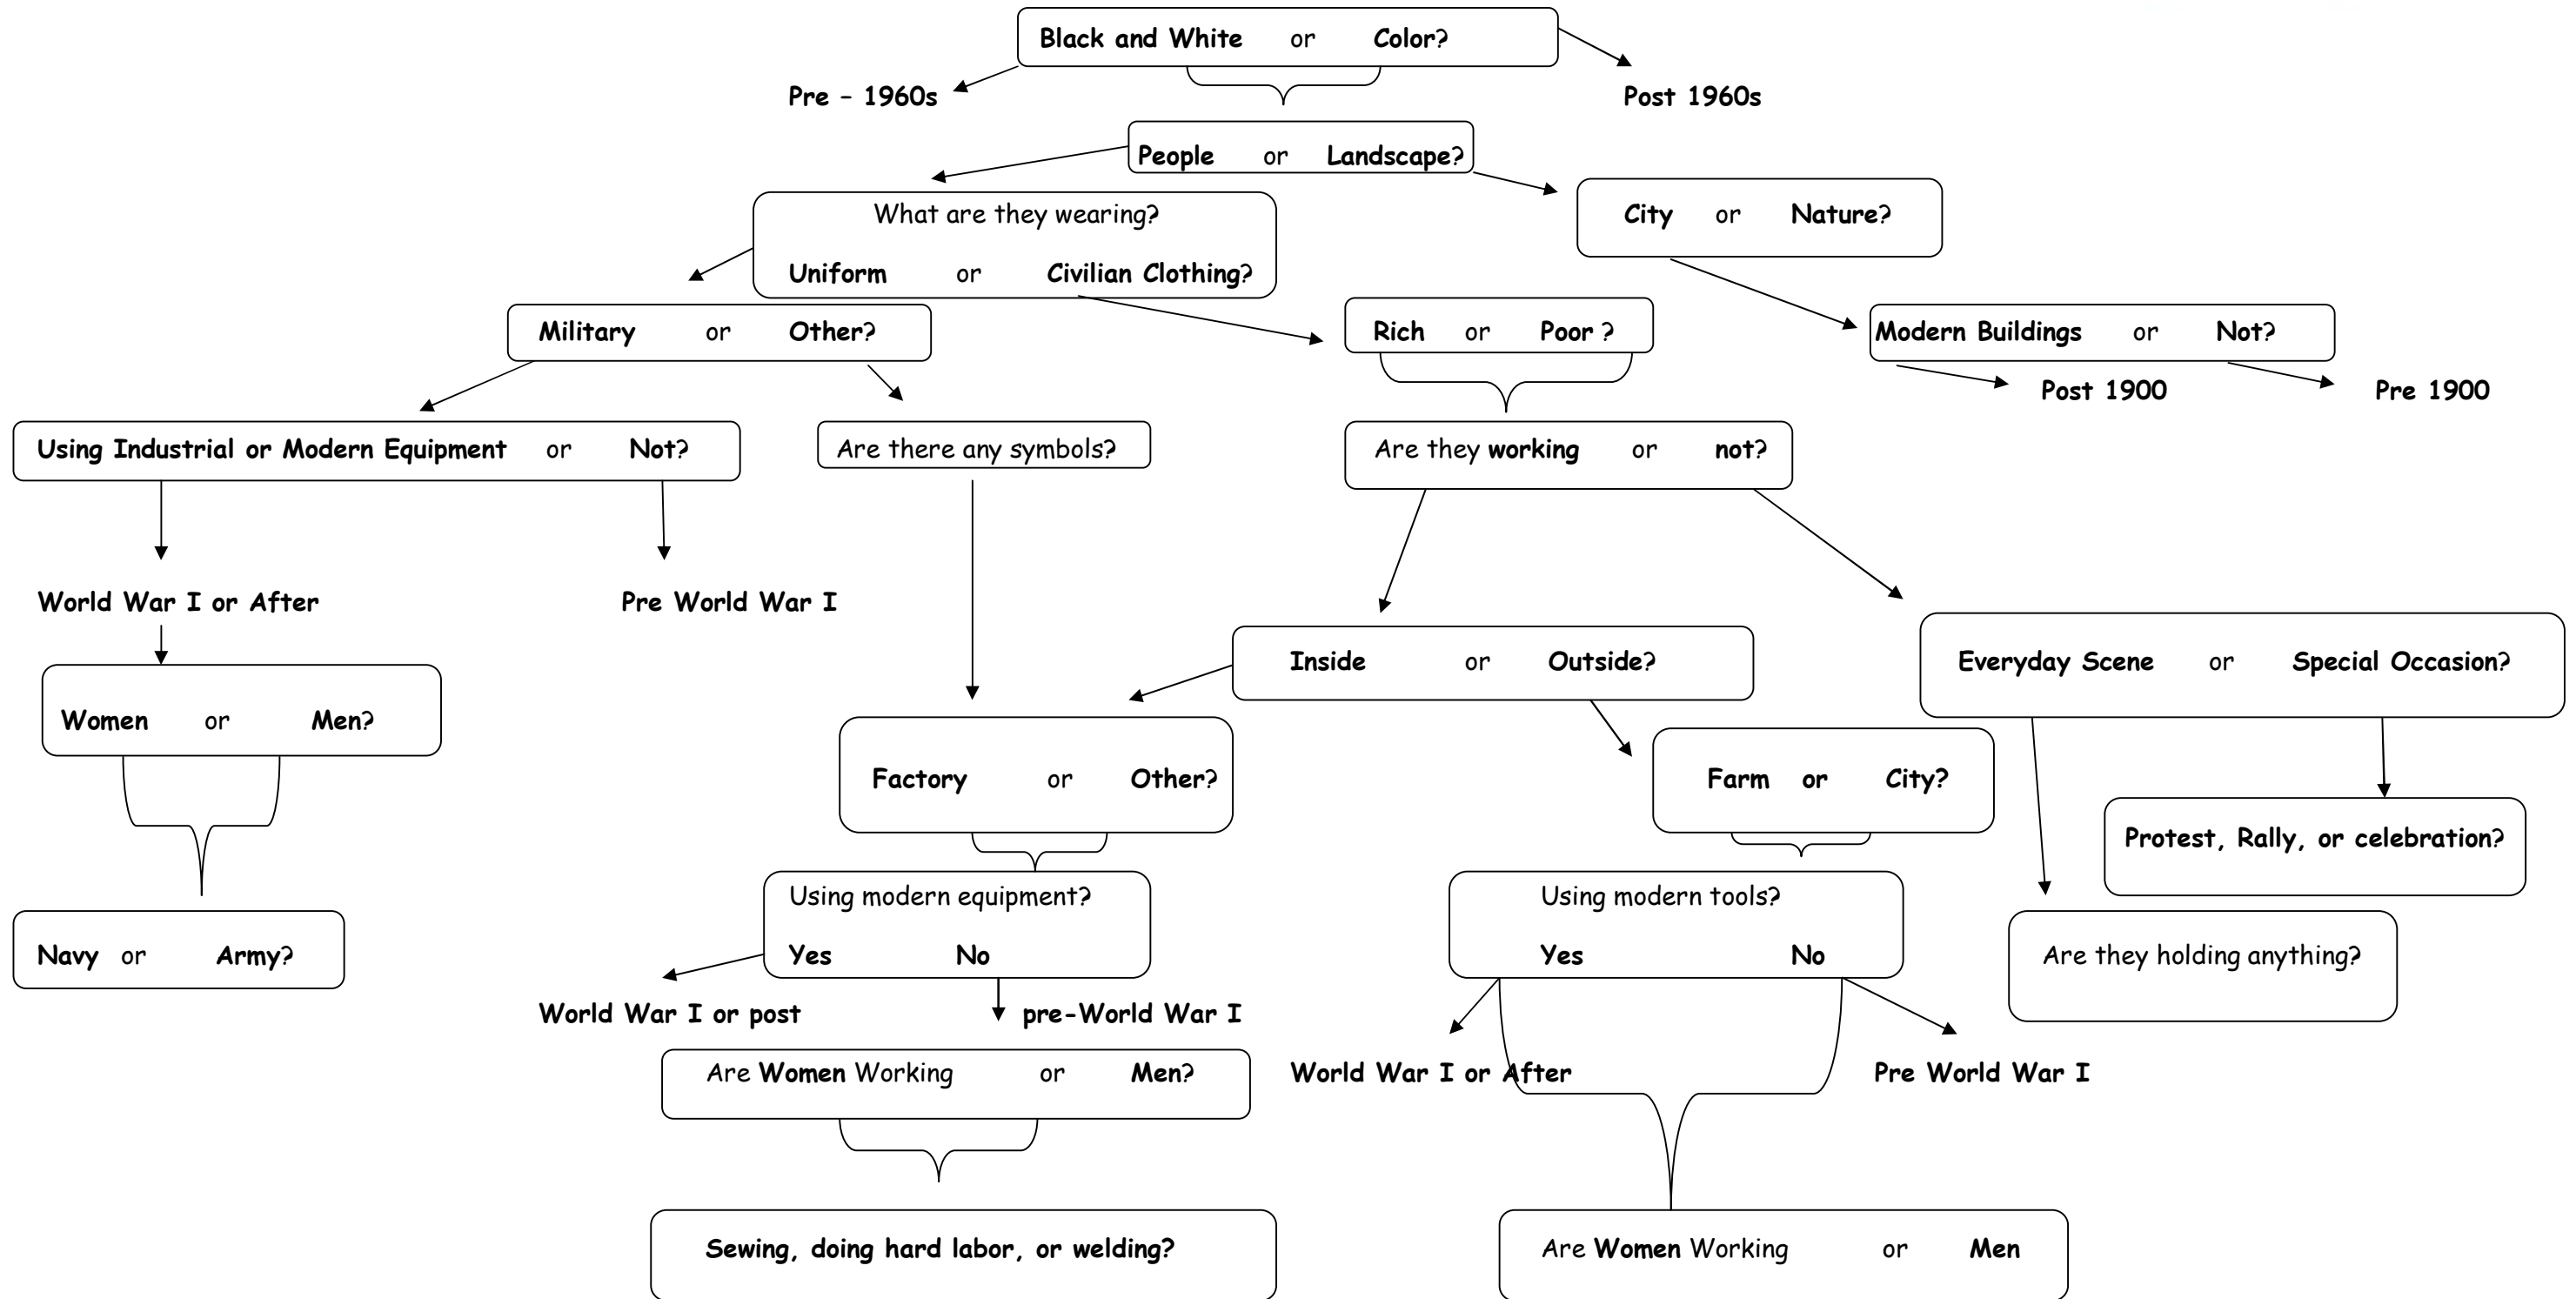 Black and White or Color?
Pre - 1960s
Post 1960s
People or Landscape?
What are they wearing?
Uniform or Civilian Clothing?
City or Nature?
Military or Other?
Rich or Poor ?
Modern Buildings or Not?
Post 1900
Pre 1900
Using Industrial or Modern Equipment or Not?
Are there any symbols?
Are they working or not?
World War I or After
Pre World War I
Inside or Outside?
Everyday Scene or Special Occasion?
Women or Men?
Factory or Other?
Farm or City?
Protest, Rally, or celebration?
Using modern equipment?
Yes No
Using modern tools?
Yes No
Navy or Army?
Are they holding anything?
World War I or post
pre-World War I
Are Women Working or Men?
World War I or After
Pre World War I
Sewing, doing hard labor, or welding?
Are Women Working or Men